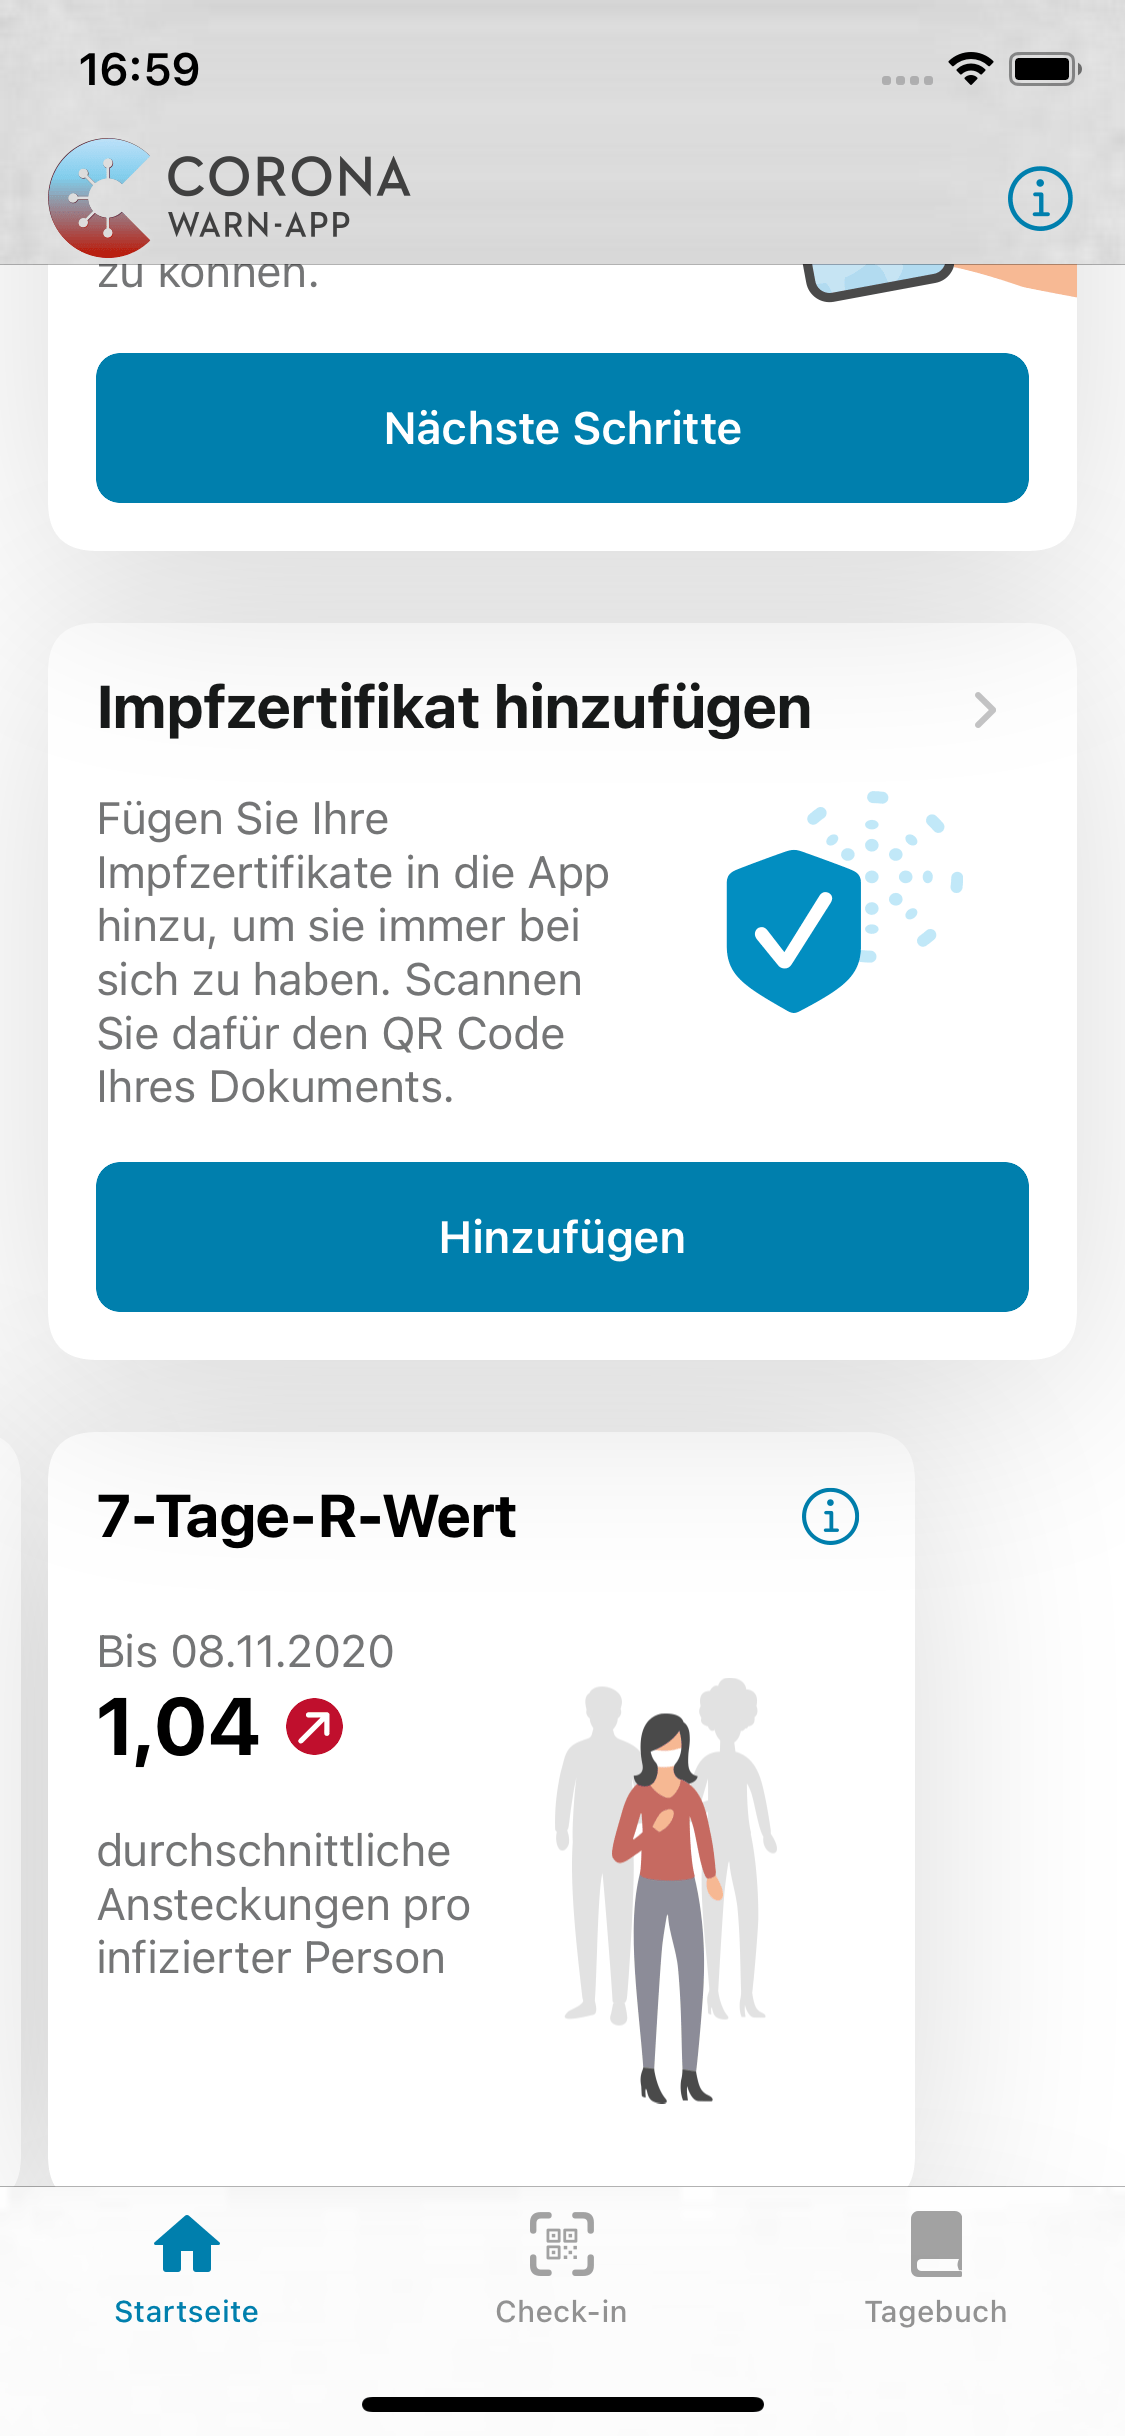 16:59
CORONA
WARN-APP
zu können.
Nächste Schritte
Impfzertifikat hinzufügen
Fügen Sie Ihre
Impfzertifikate in die App
hinzu, um sie immer bei
sich zu haben. Scannen
Sie dafür den QR Code
Ihres Dokuments.
Hinzufügen
7-Tage-R-Wert
Bis 08.11.2020
1,04
durchschnittliche
Ansteckungen pro
infizierter Person
Startseite
Check-in
Tagebuch